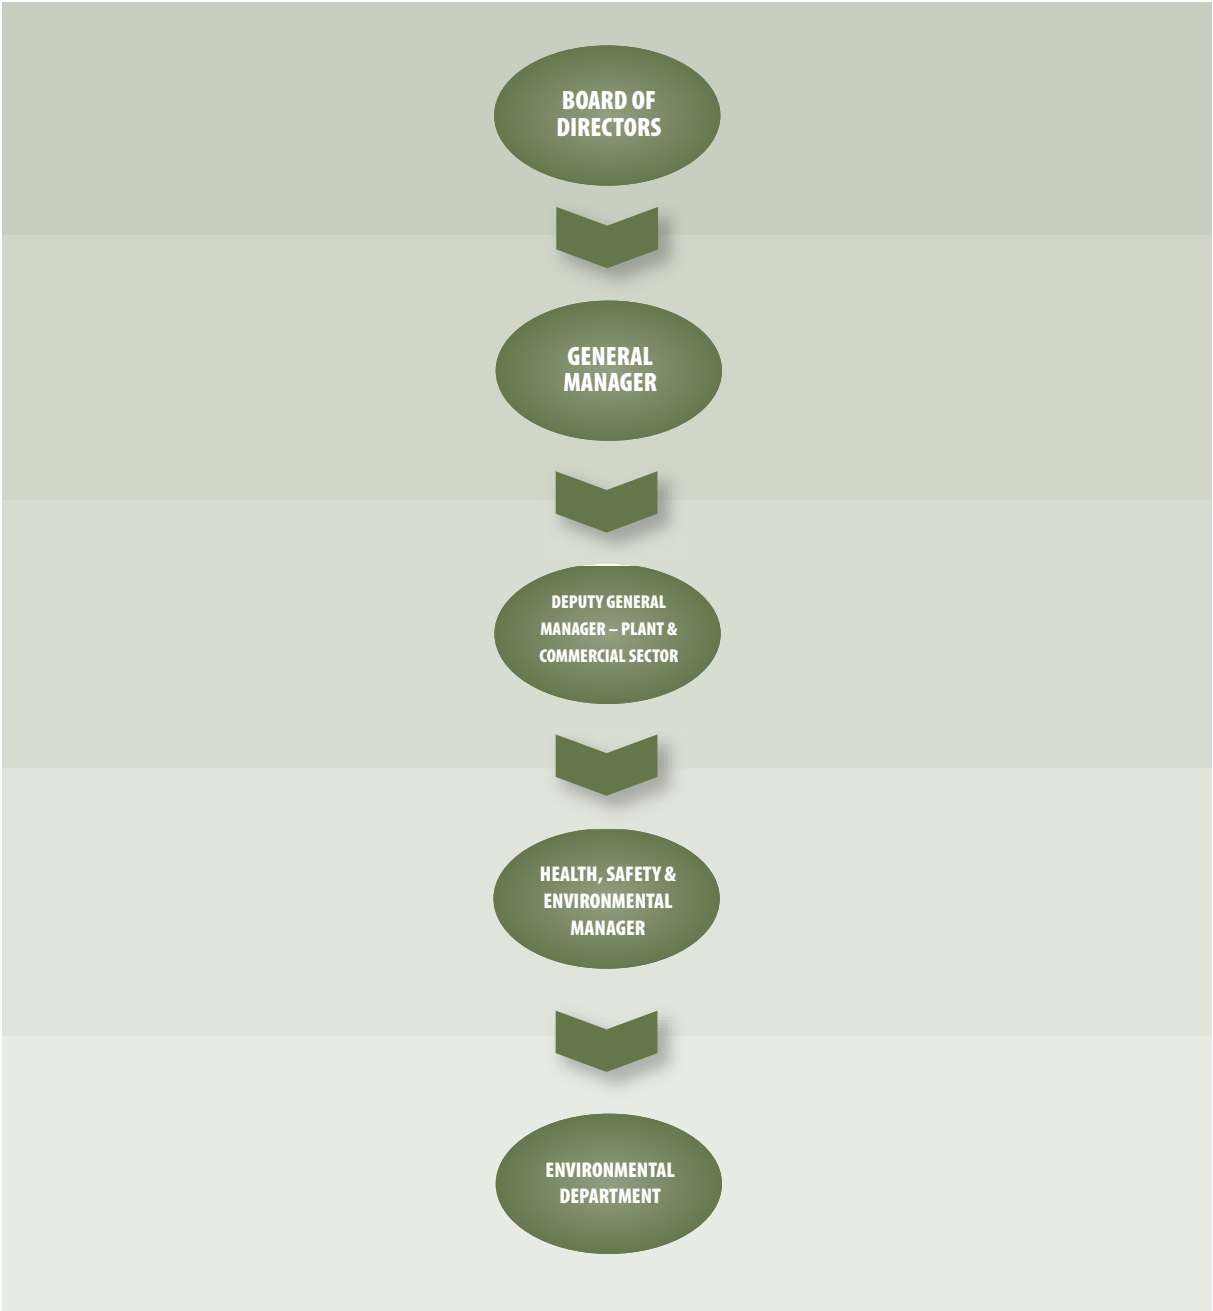 BOARD OF
DIRECTORS
GENERAL
MANAGER
DEPUTY GENERAL
MANAGER – PLANT &
COMMERCIAL SECTOR
HEALTH, SAFETY &
ENVIRONMENTAL
MANAGER
ENVIRONMENTAL
DEPARTMENT